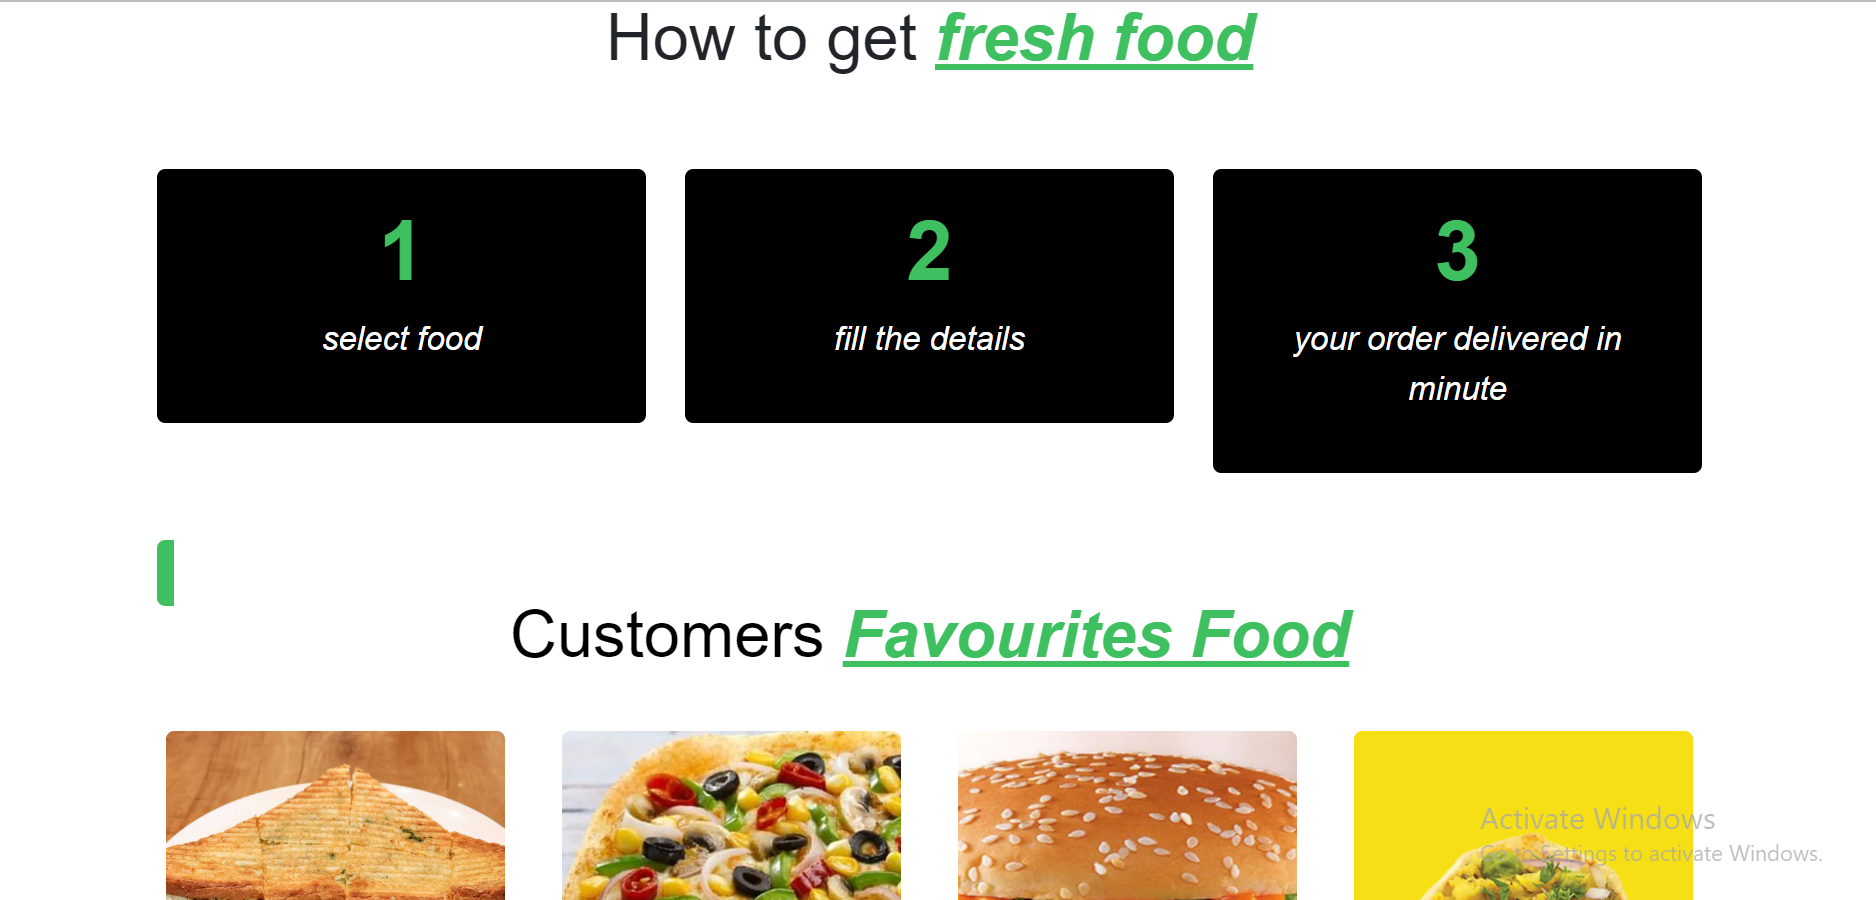 How to get fresh food
1
select food
2
fill the details
3
your order delivered in
minute
Customers Favourites Food
Activate Windows
Go to Settings to activate Windows.